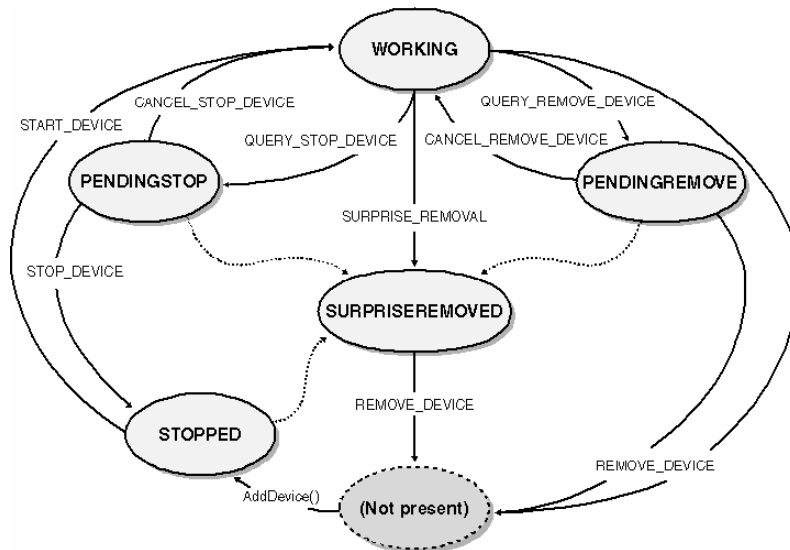 WORKING
CANCEL_STOP_DEVICE
QUERY_REMOVE_DEVICE
START_DEVICE
QUERY_STOP_DEVICE
CANCEL_REMOVE_DEVICE
PENDINGSTOP
PENDINGREMOVE
SURPRISE_REMOVAL
STOP_DEVICE
SURPRISEREMOVED
REMOVE_DEVICE
STOPPED
REMOVE_DEVICE
AddDevice()
(Not present)